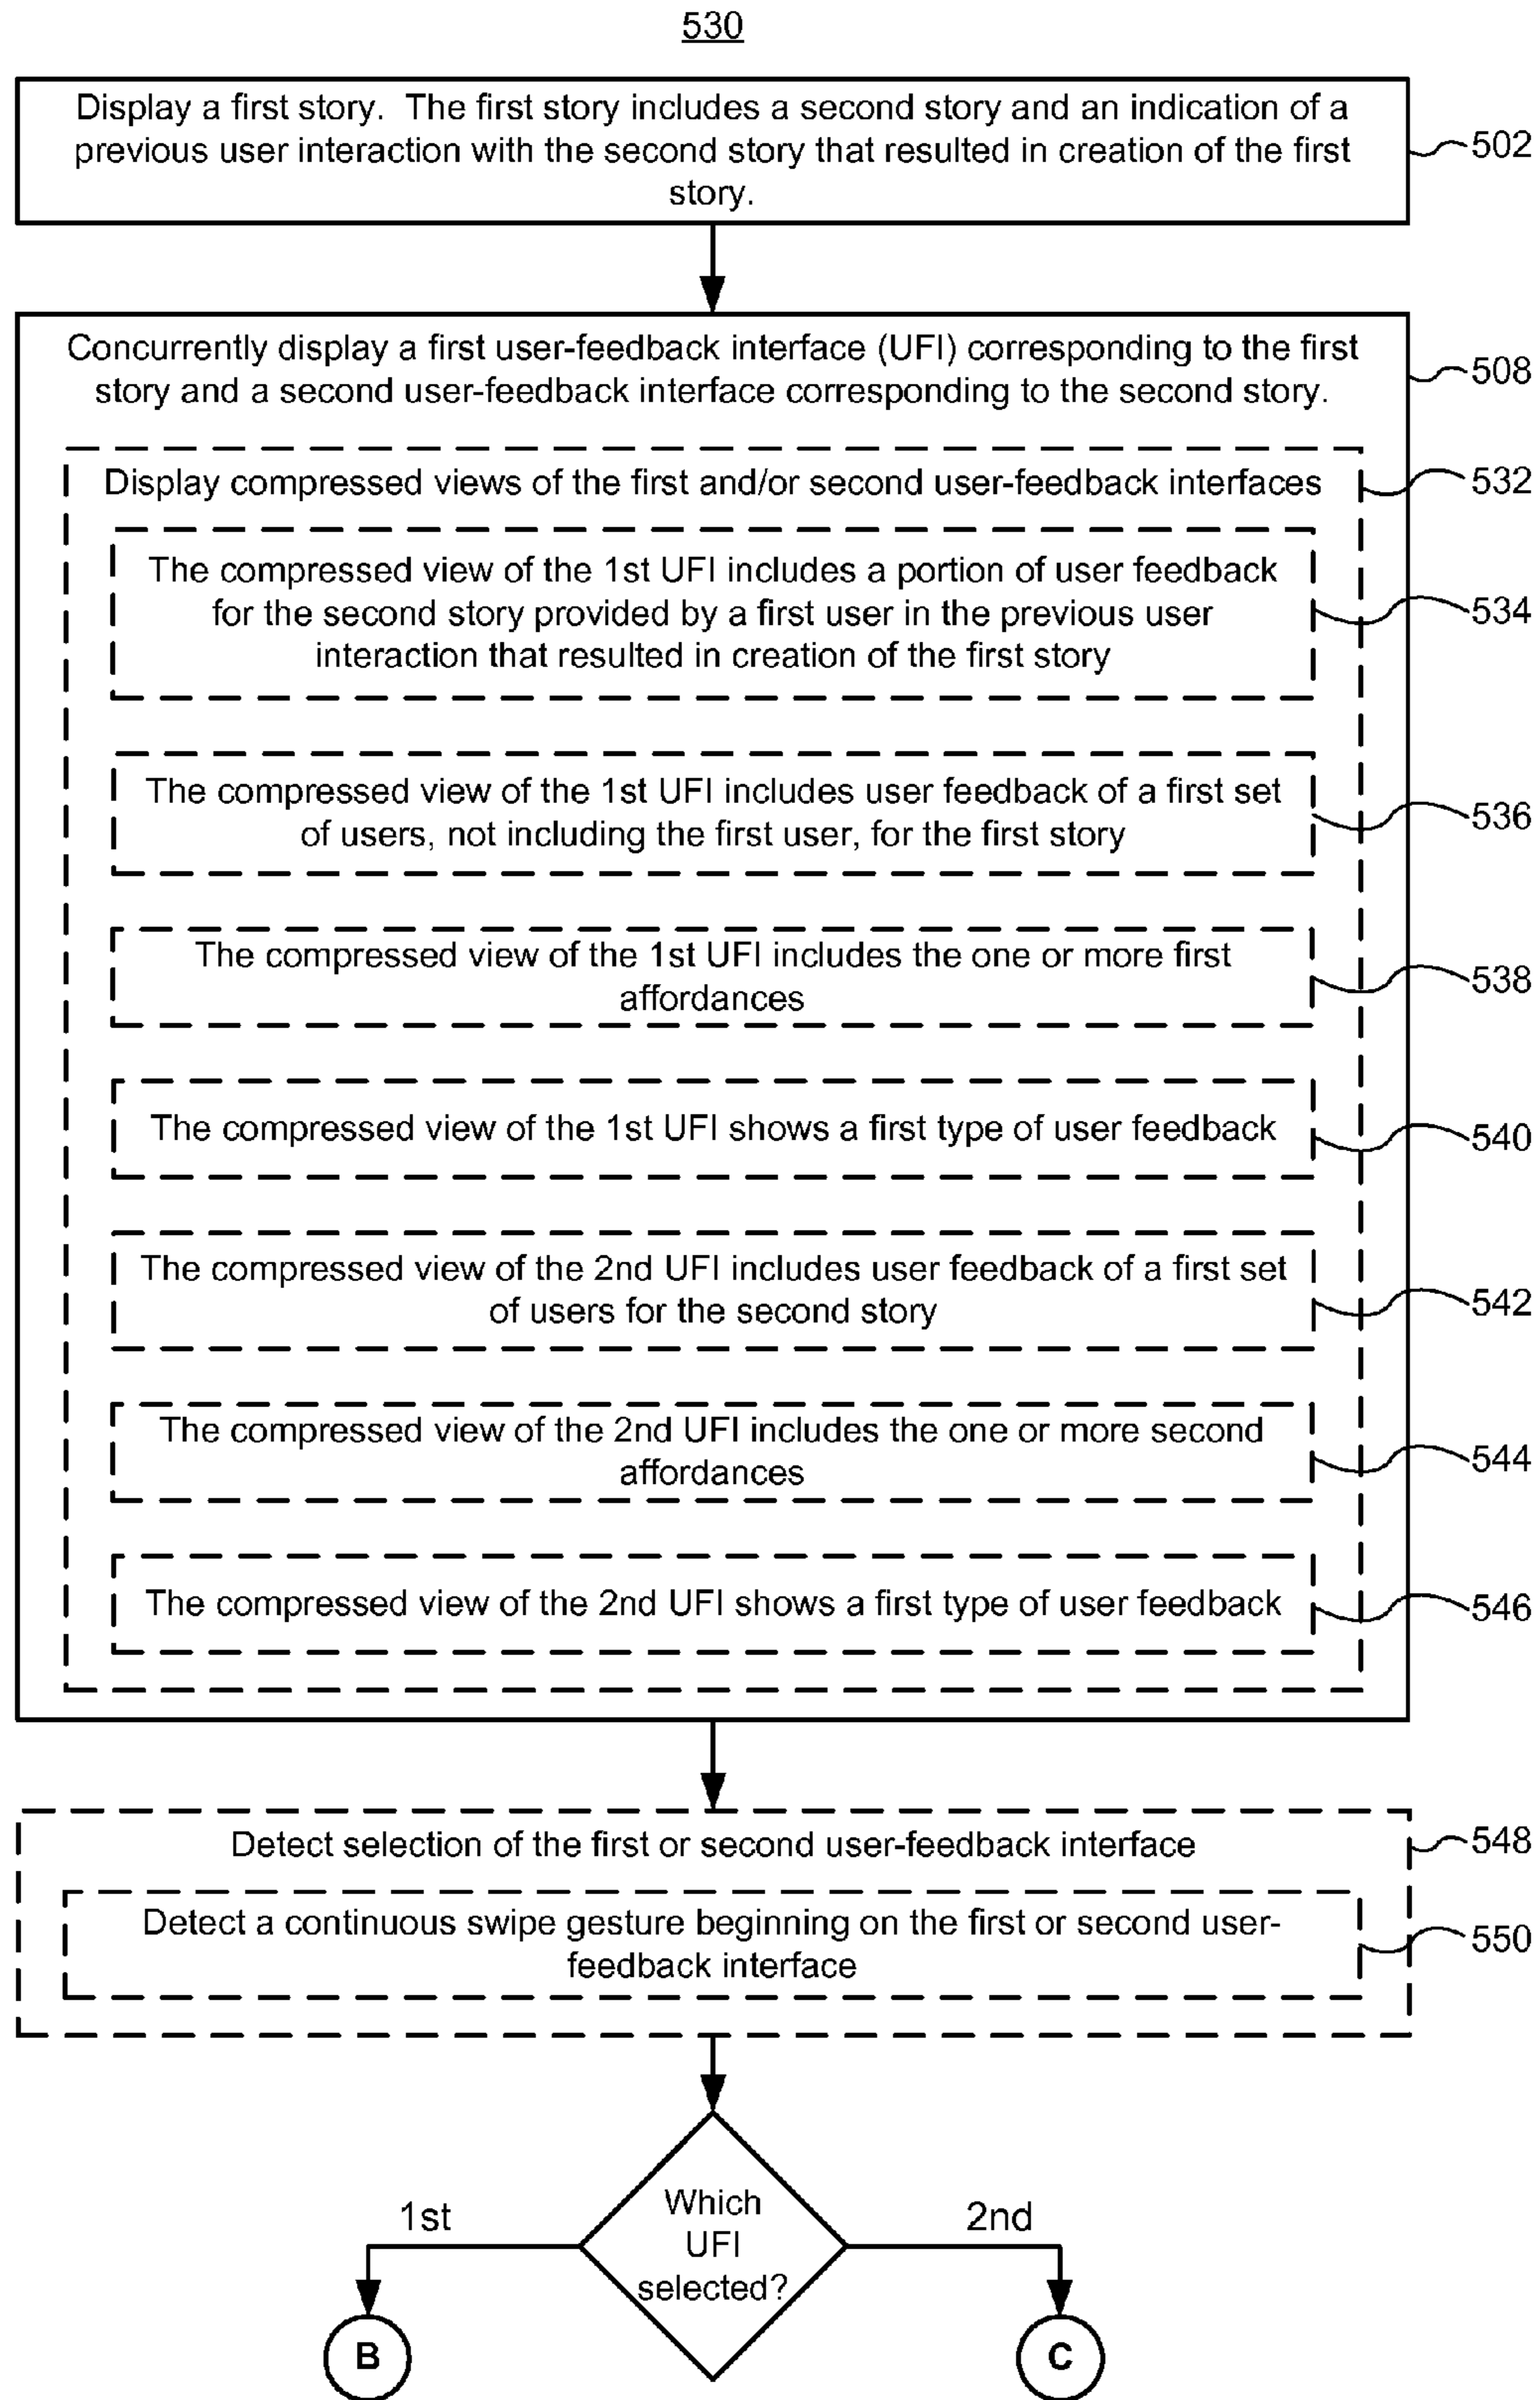 530
Display a first story.  The first story includes a second story and an indication of a
previous user interaction with the second story that resulted in creation of the first
story.
502
Concurrently display a first user-feedback interface (UFI) corresponding to the first
story and a second user-feedback interface corresponding to the second story.
508
Display compressed views of the first and/or second user-feedback interfaces
532
The compressed view of the 1st UFI includes a portion of user feedback
for the second story provided by a first user in the previous user
interaction that resulted in creation of the first story
534
The compressed view of the 1st UFI includes user feedback of a first set
of users, not including the first user, for the first story
536
The compressed view of the 1st UFI includes the one or more first
affordances
538
The compressed view of the 1st UFI shows a first type of user feedback
540
The compressed view of the 2nd UFI includes user feedback of a first set
of users for the second story
542
The compressed view of the 2nd UFI includes the one or more second
affordances
544
The compressed view of the 2nd UFI shows a first type of user feedback
546
Detect selection of the first or second user-feedback interface
548
Detect a continuous swipe gesture beginning on the first or second user-
feedback interface
550
Which
UFI
selected?
1st
2nd
B
C